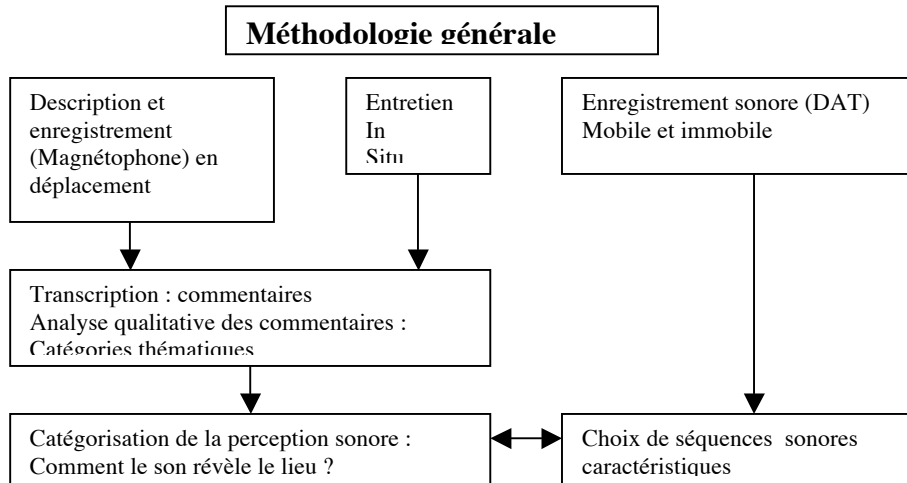 Méthodologie générale
Description et
enregistrement
(Magnétophone) en
déplacement
Entretien
In
Situ
Enregistrement sonore (DAT)
Mobile et immobile
Transcription : commentaires
Analyse qualitative des commentaires :
Catégories thématiques
Catégorisation de la perception sonore :
Comment le son révèle le lieu ?
Choix de séquences sonores
caractéristiques